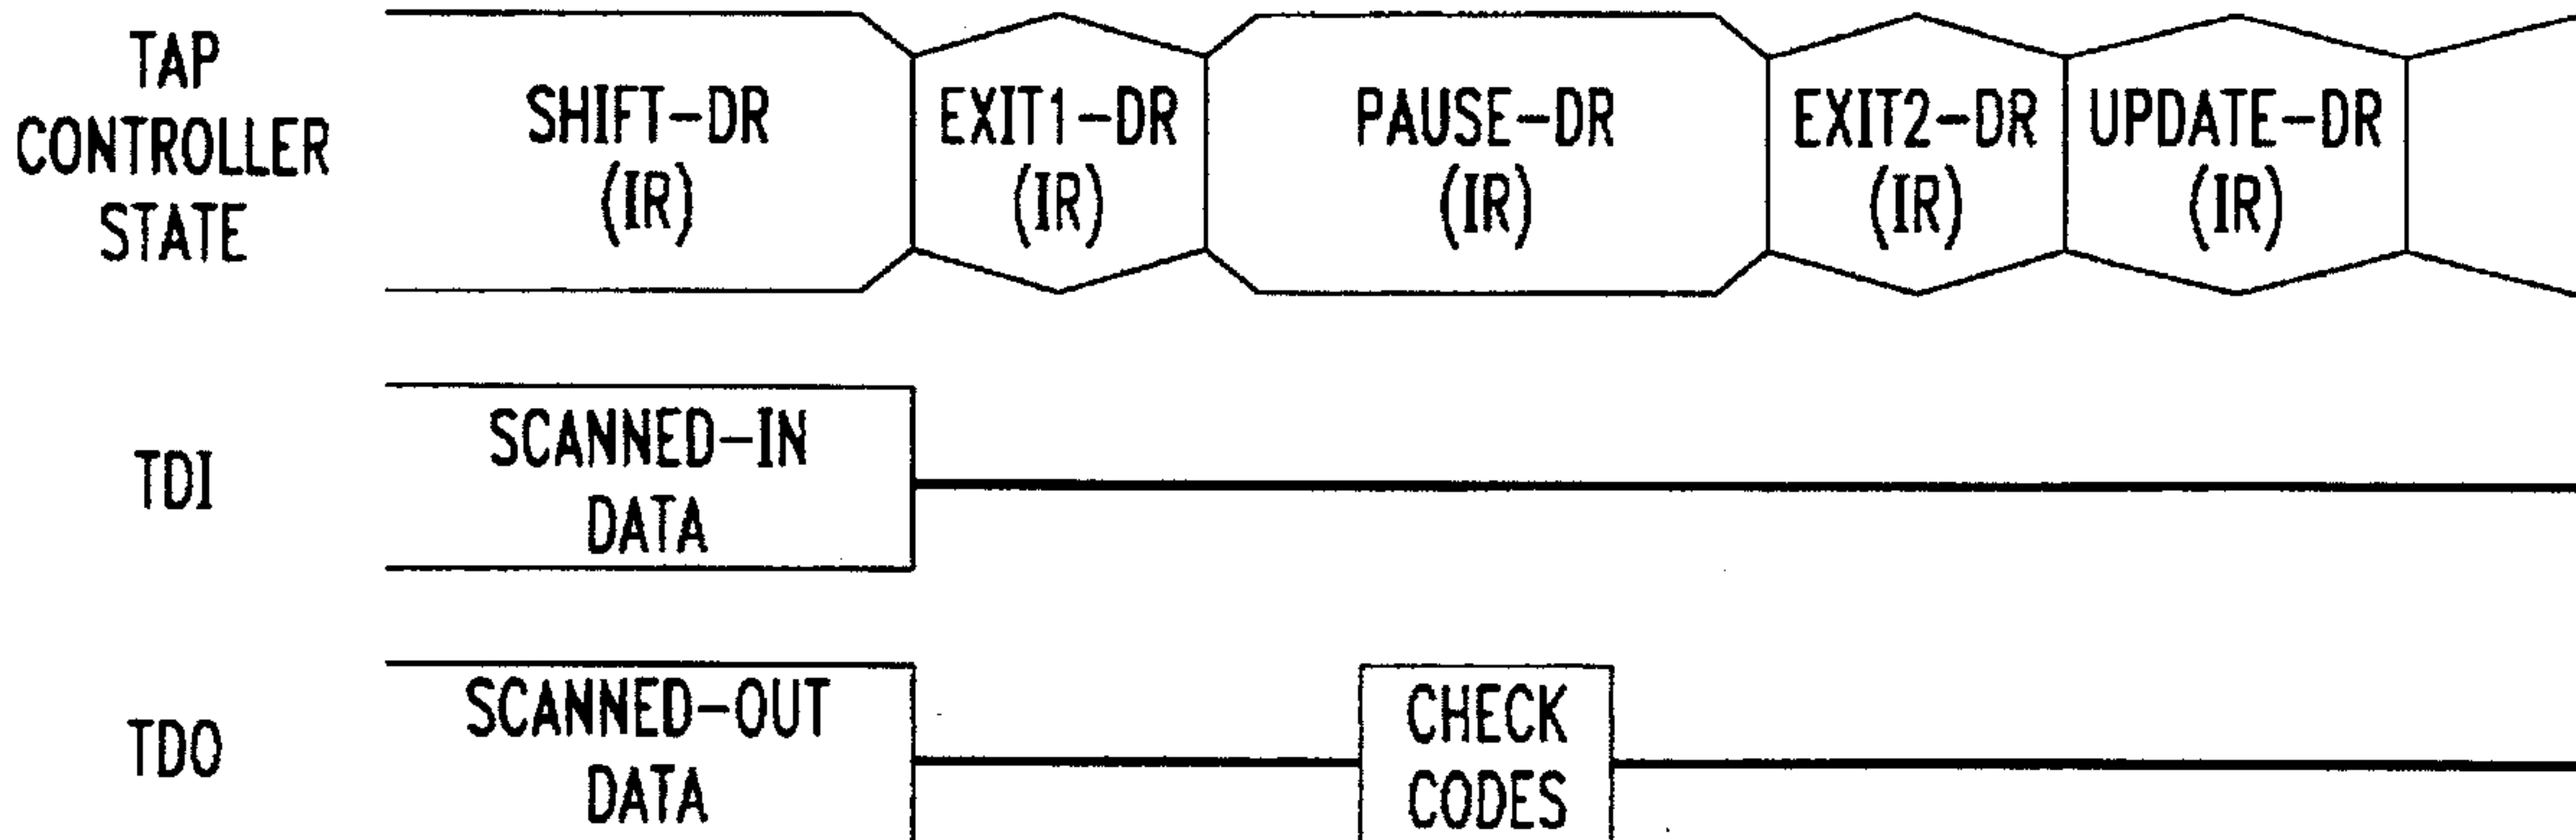 TAP
CONTROLLER
STATE
SHIFT-DR
(IR)
EXIT1-DR
(IR)
PAUSE-DR
(IR)
EXIT2-DR
(IR)
UPDATE-DR
(IR)
TDI
SCANNED-IN
DATA
TDO
SCANNED-OUT
DATA
CHECK
CODES